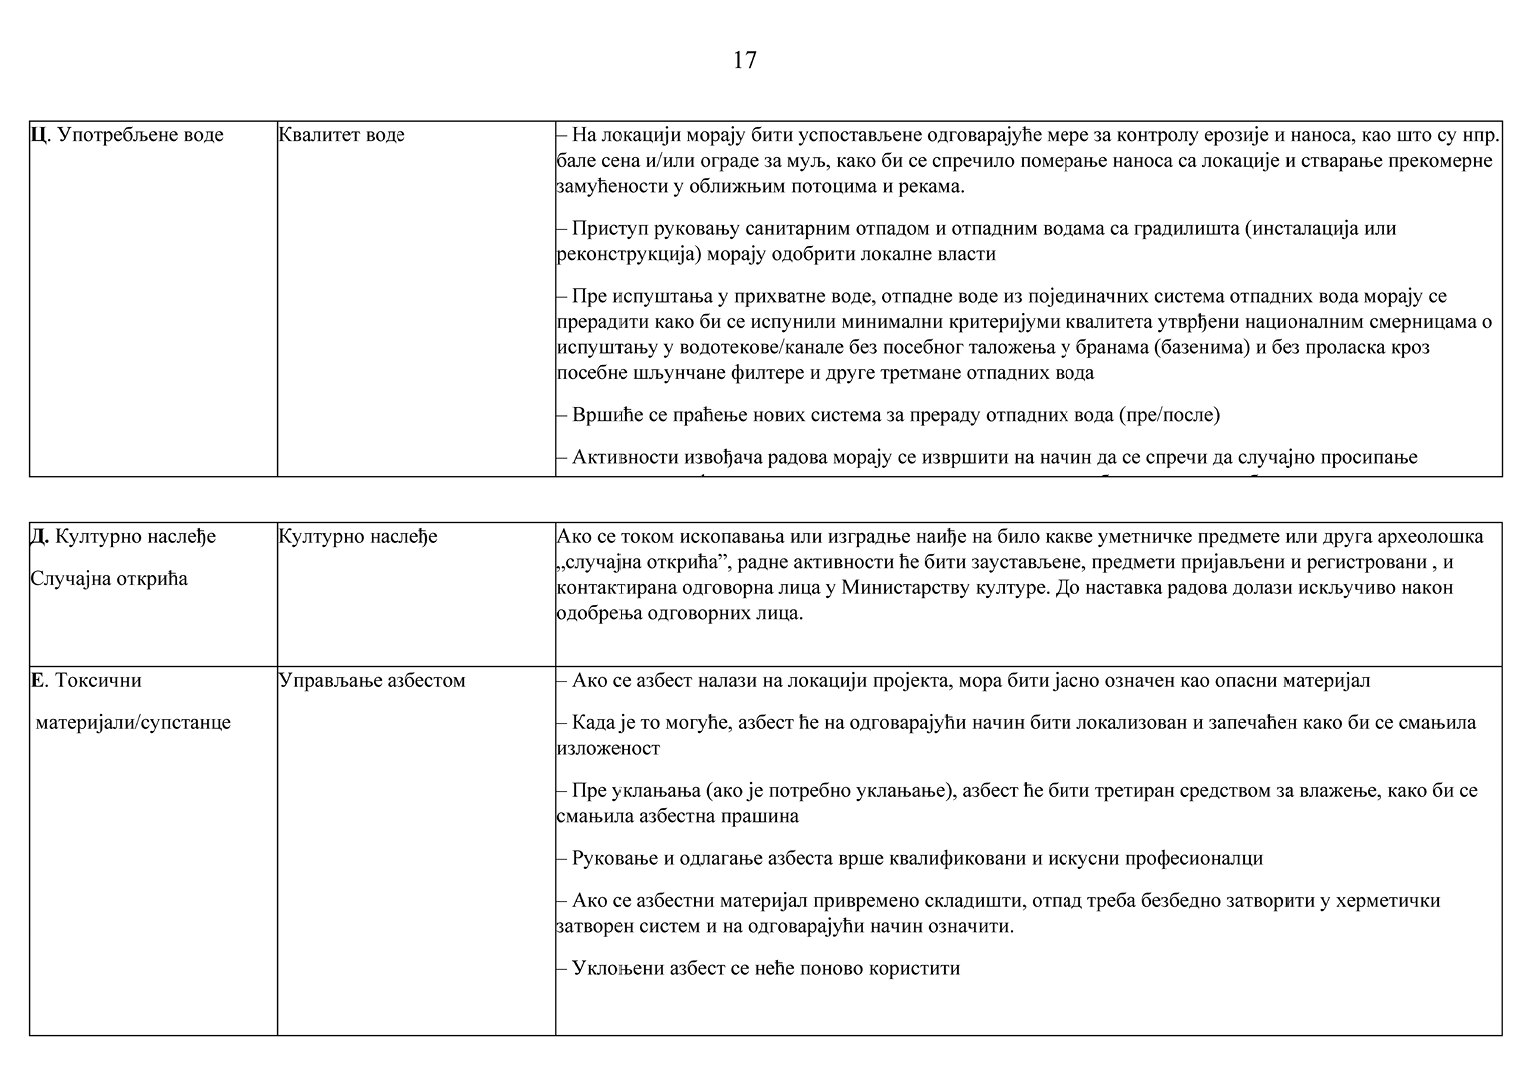 17
Ц. Употребљене воде
Квалитет воде
– На локацији морају бити успостављене одговарајуће мере за контролу ерозије и наноса, као што су нпр.
бале сена и/или ограде за муљ, како би се спречило померање наноса са локације и стварање прекомерне
замућености у оближњим потоцима и рекама.
– Приступ руковању санитарним отпадом и отпадним водама са градилишта (инсталација или
реконструкција) морају одобрити локалне власти
– Пре испуштања у прихватне воде, отпадне воде из појединачних система отпадних вода морају се
прерадити како би се испунили минимални критеријуми квалитета утврђени националним смерницама о
испуштању у водотекове/канале без посебног таложења у бранама (базенима) и без проласка кроз
посебне шљунчане филтере и друге третмане отпадних вода
– Вршиће се праћење нових система за прераду отпадних вода (пре/после)
– Активности извођача радова морају се извршити на начин да се спречи да случајно просипање
Д. Културно наслеђе
Случајна открића
Културно наслеђе
Ако се током ископавања или изградње наиђе на било какве уметничке предмете или друга археолошка
„случајна открића”, радне активности ће бити заустављене, предмети пријављени и регистровани , и
контактирана одговорна лица у Министарству културе. До наставка радова долази искључиво након
одобрења одговорних лица.
Е. Токсични
материјали/супстанце
Управљање азбестом
– Ако се азбест налази на локацији пројекта, мора бити јасно означен као опасни материјал
– Када је то могуће, азбест ће на одговарајући начин бити локализован и запечаћен како би се смањила
изложеност
– Пре уклањања (ако је потребно уклањање), азбест ће бити третиран средством за влажење, како би се
смањила азбестна прашина
– Руковање и одлагање азбеста врше квалификовани и искусни професионалци
– Ако се азбестни материјал привремено складишти, отпад треба безбедно затворити у херметички
затворен систем и на одговарајући начин означити.
– Уклоњени азбест се неће поново користити